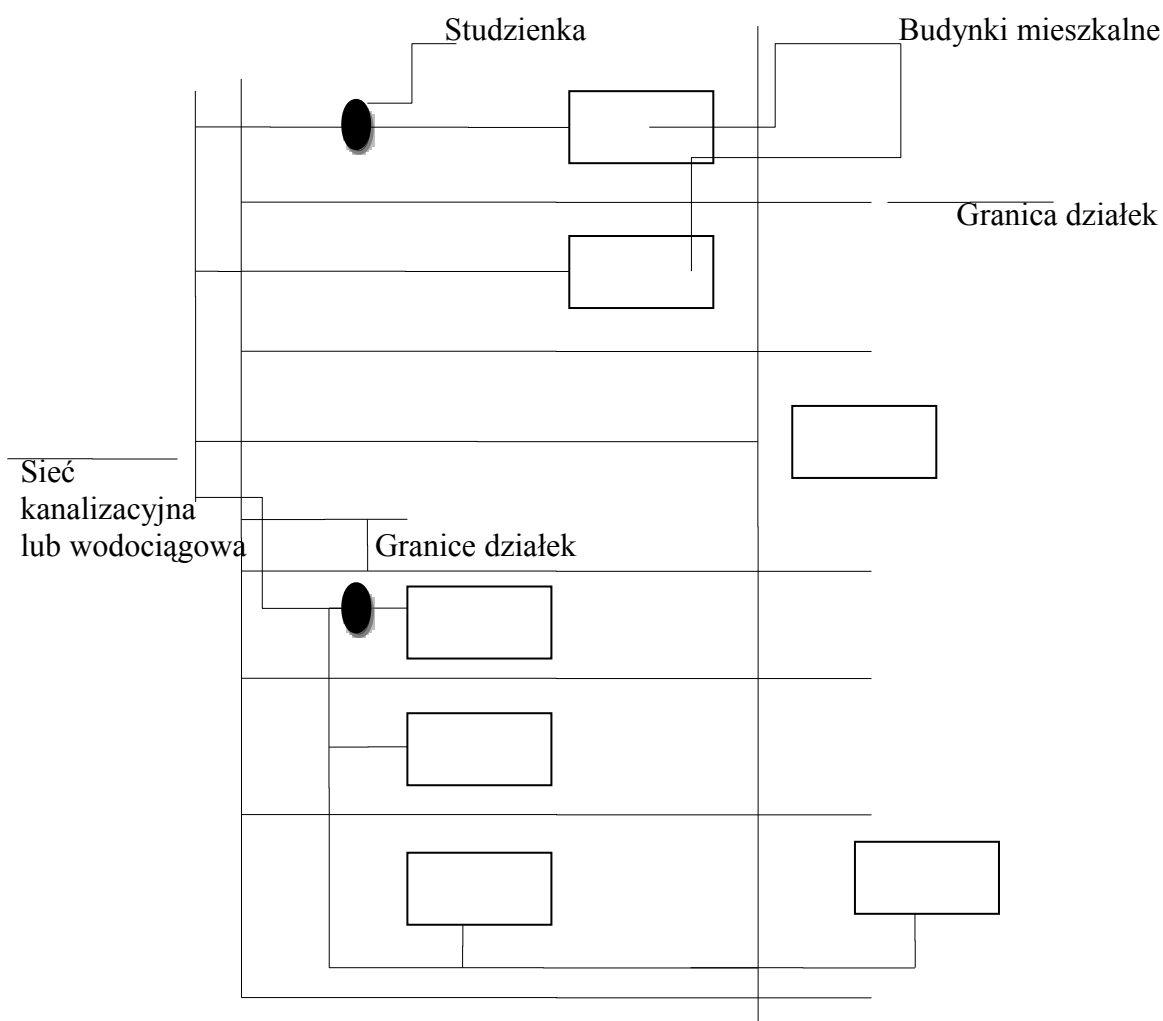 Studzienka
Budynki mieszkalne
Granica działek
Sieć
kanalizacyjna
lub wodociągowa
Granice działek